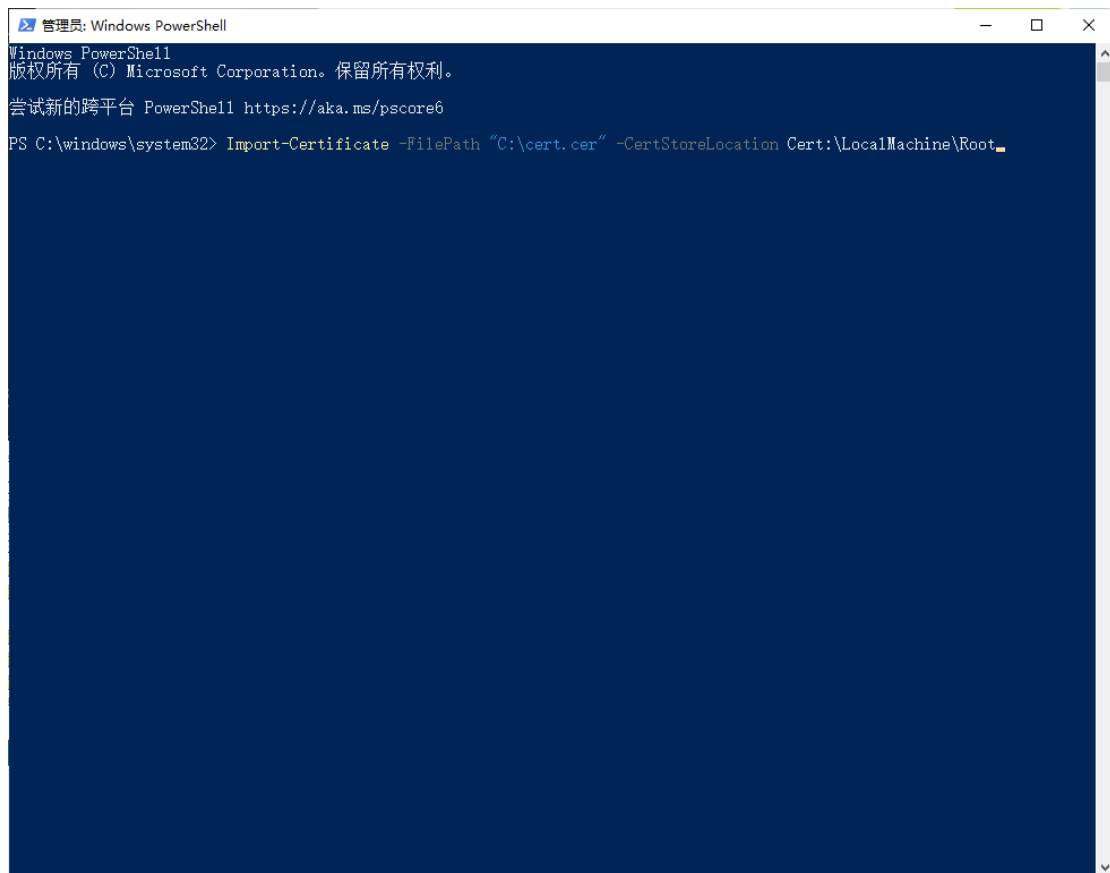 管理员: Windows PowerShell
Windows PowerShell
版权所有 (C) Microsoft Corporation。保留所有权利。
尝试新的跨平台 PowerShell https://aka.ms/pscore6
PS C:\windows\system32> Import-Certificate -FilePath "C:\cert.cer" -CertStoreLocation Cert:\LocalMachine\Root